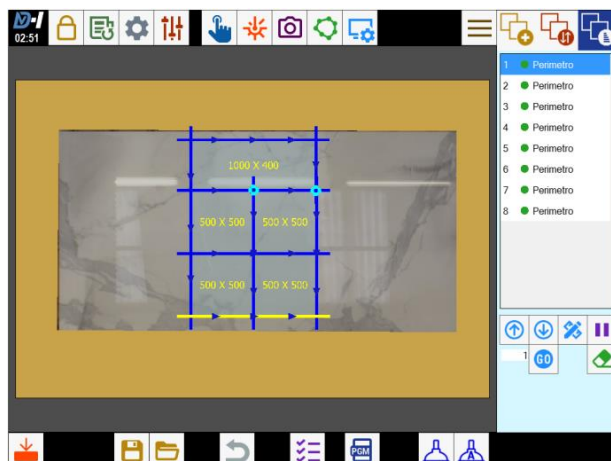 D-I
02:51
1 Perimetro
2 Perimetro
3 Perimetro
4 Perimetro
5 Perimetro
6 Perimetro
7 Perimetro
8 Perimetro
1000 X 400
500 X 500 500 X 500
500 X 500 500 X 500
1 GO
PGM
A